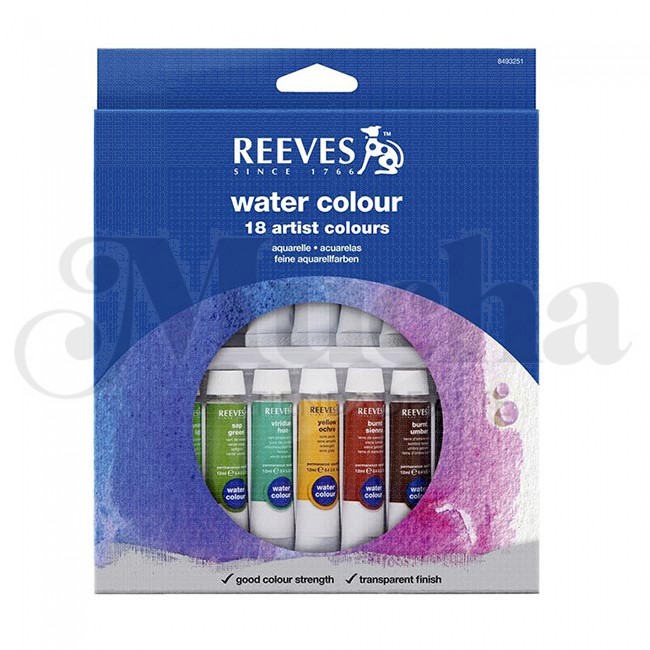 8493251
REEVES™
SINCE 1766
water colour
18 artist colours
aquarelle • acuarelas
feine aquarellfarben
Mucha
REEVES
sap
green
water
colour
REEVES
viridian
hue
water
colour
REEVES
yellow
ochre
water
colour
REEVES
burnt
sienna
water
colour
REEVES
burnt
umber
water
colour
✓ good colour strength ✓ transparent finish